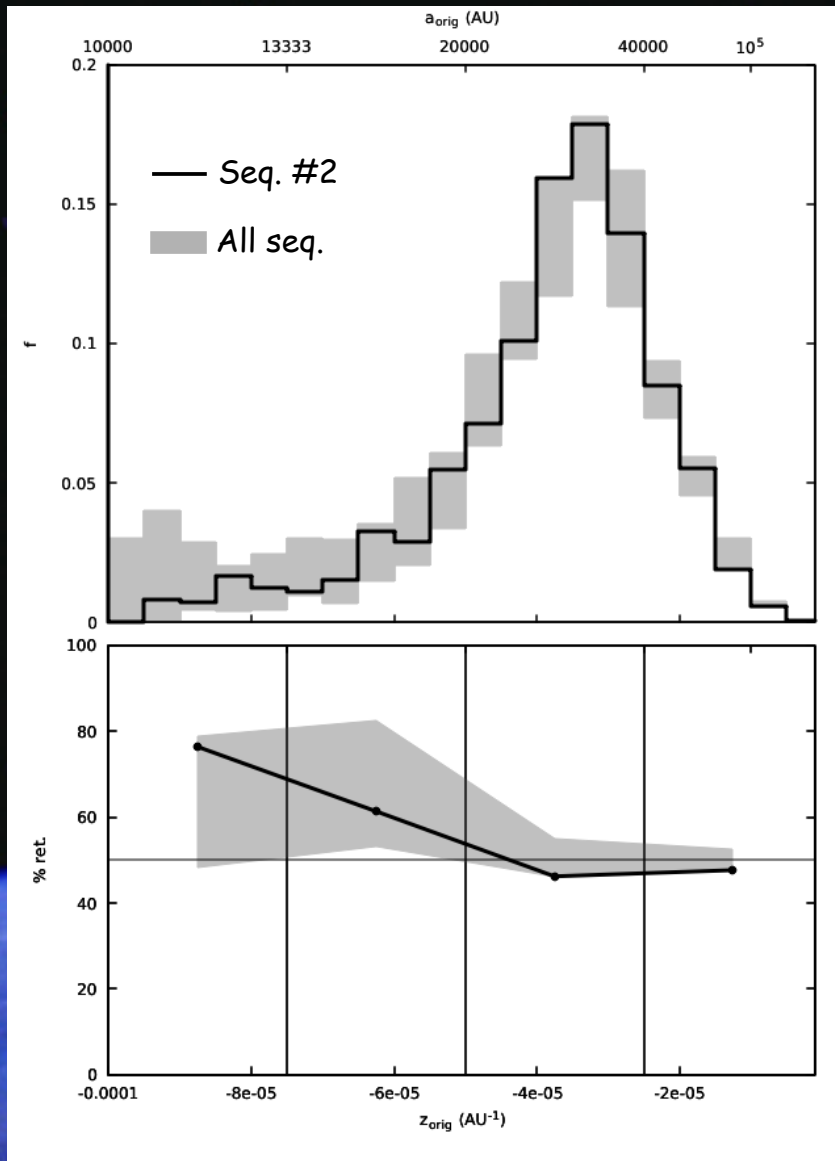 a_orig (AU)
10000 13333 20000 40000 10^5
0.2
0.15
0.1
0.05
0
f
Seq. #2
All seq.
100
80
60
40
20
0
% ret.
-0.0001 -8e-05 -6e-05 -4e-05 -2e-05
z_orig (AU^-1)